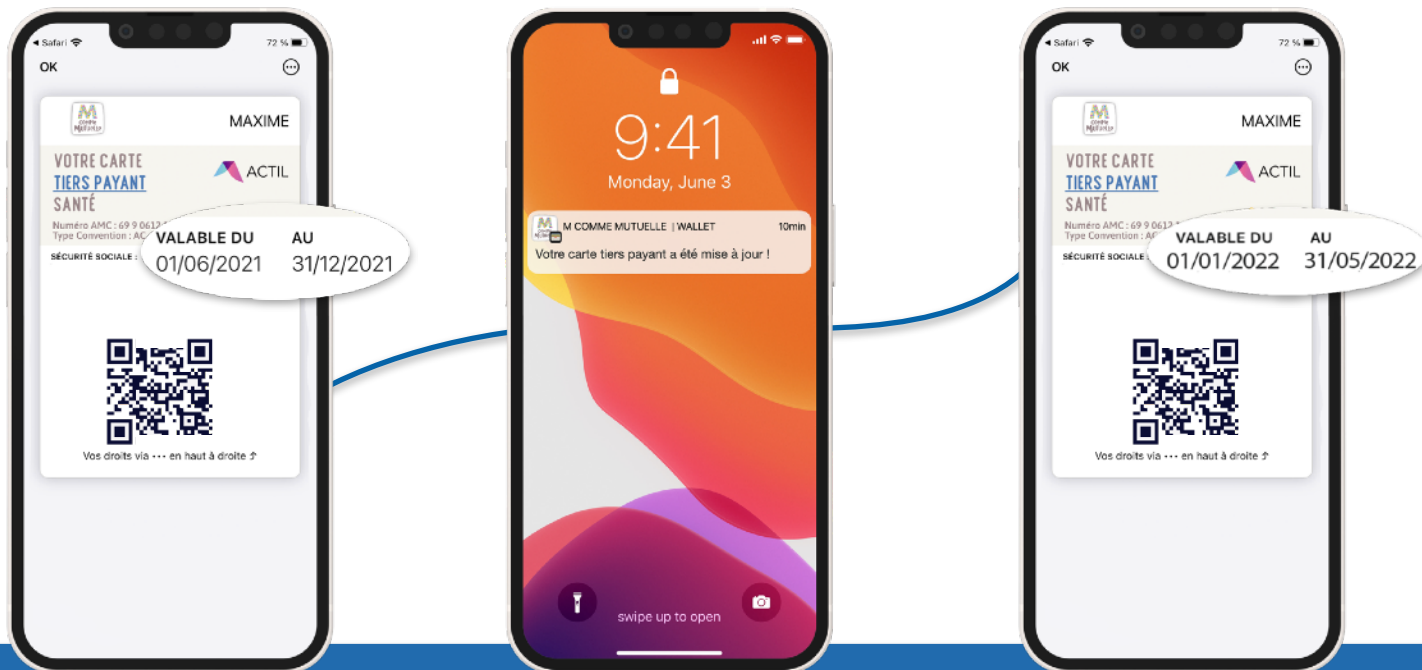 Safari
72 %
OK
M
comme
Mutuelle
MAXIME
VOTRE CARTE
TIERS PAYANT
SANTÉ
ACTIL
Numéro AMC : 69 9 0612
Type Convention : AC
SÉCURITÉ SOCIALE :
VALABLE DU AU
01/06/2021 31/12/2021
Vos droits via ••• en haut à droite
9:41
Monday, June 3
M COMME MUTUELLE | WALLET 10min
Votre carte tiers payant a été mise à jour !
swipe up to open
Safari
72 %
OK
M
comme
Mutuelle
MAXIME
VOTRE CARTE
TIERS PAYANT
SANTÉ
ACTIL
Numéro AMC : 69 9 0612
Type Convention : AC
SÉCURITÉ SOCIALE
VALABLE DU AU
01/01/2022 31/05/2022
Vos droits via ••• en haut à droite